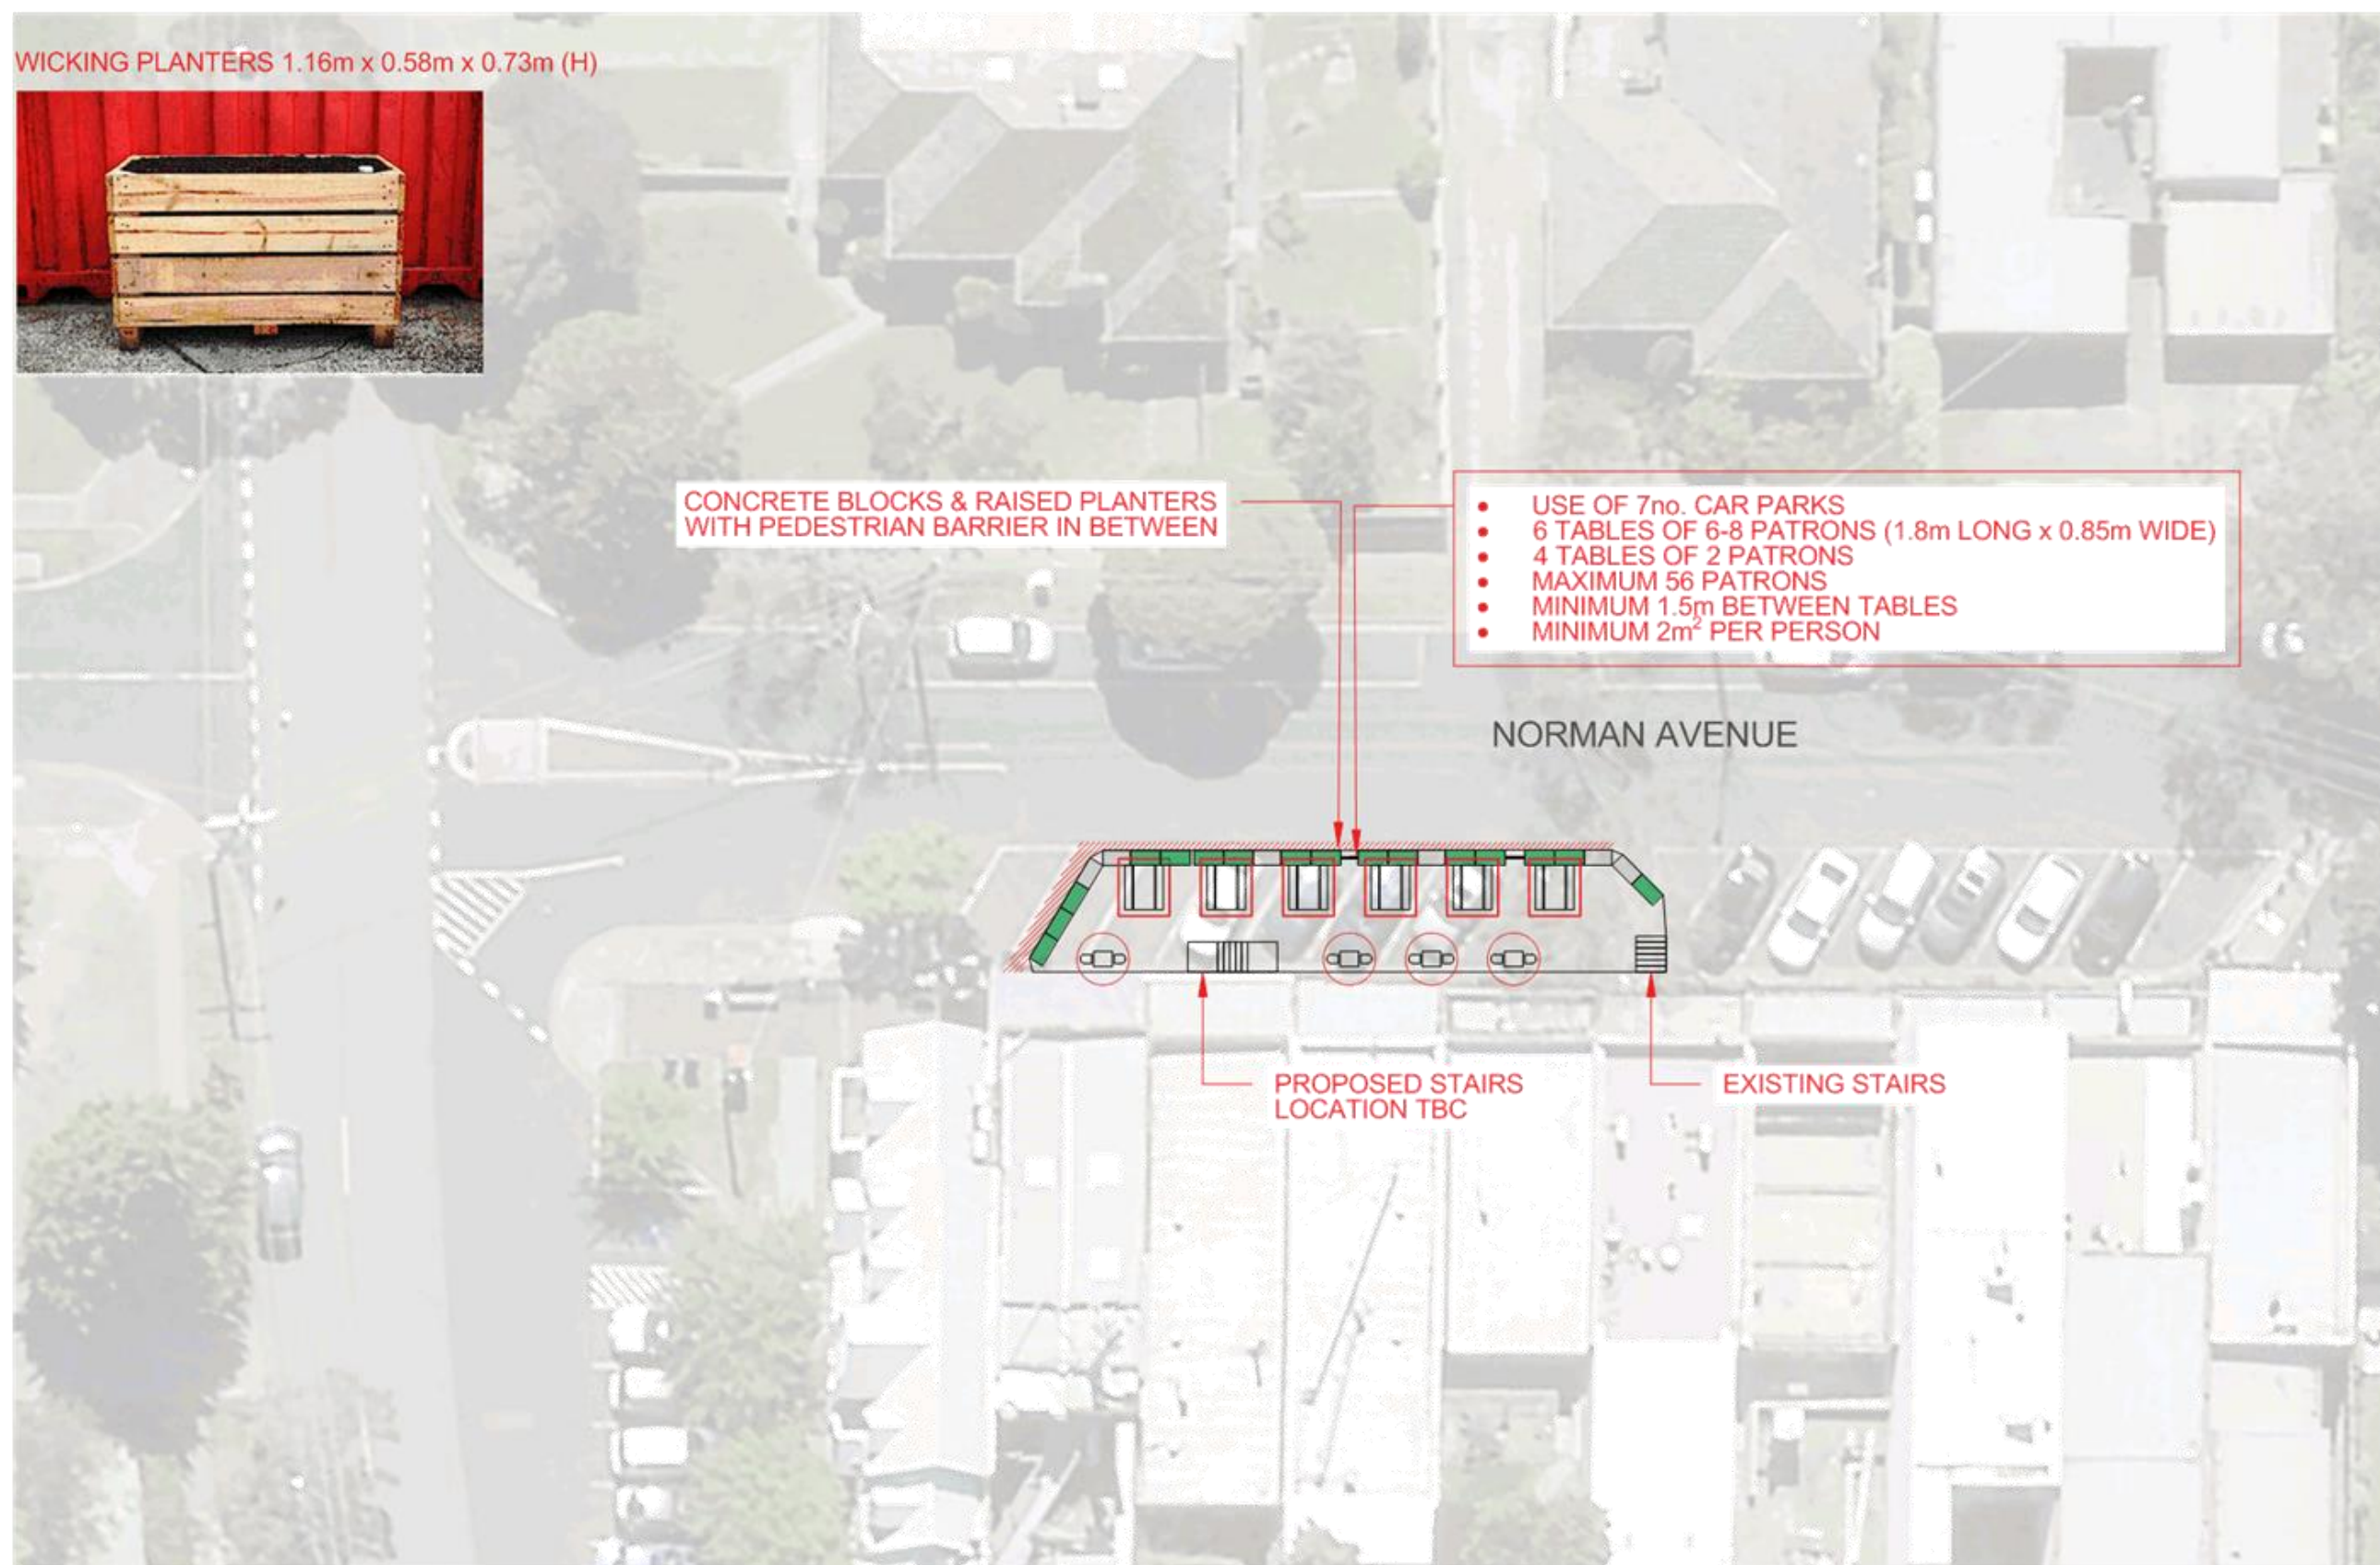 WICKING PLANTERS 1.16m x 0.58m x 0.73m (H)
CONCRETE BLOCKS & RAISED PLANTERS
WITH PEDESTRIAN BARRIER IN BETWEEN
• USE OF 7no. CAR PARKS
• 6 TABLES OF 6-8 PATRONS (1.8m LONG x 0.85m WIDE)
• 4 TABLES OF 2 PATRONS
• MAXIMUM 56 PATRONS
• MINIMUM 1.5m BETWEEN TABLES
• MINIMUM 2m² PER PERSON
NORMAN AVENUE
PROPOSED STAIRS
LOCATION TBC
EXISTING STAIRS